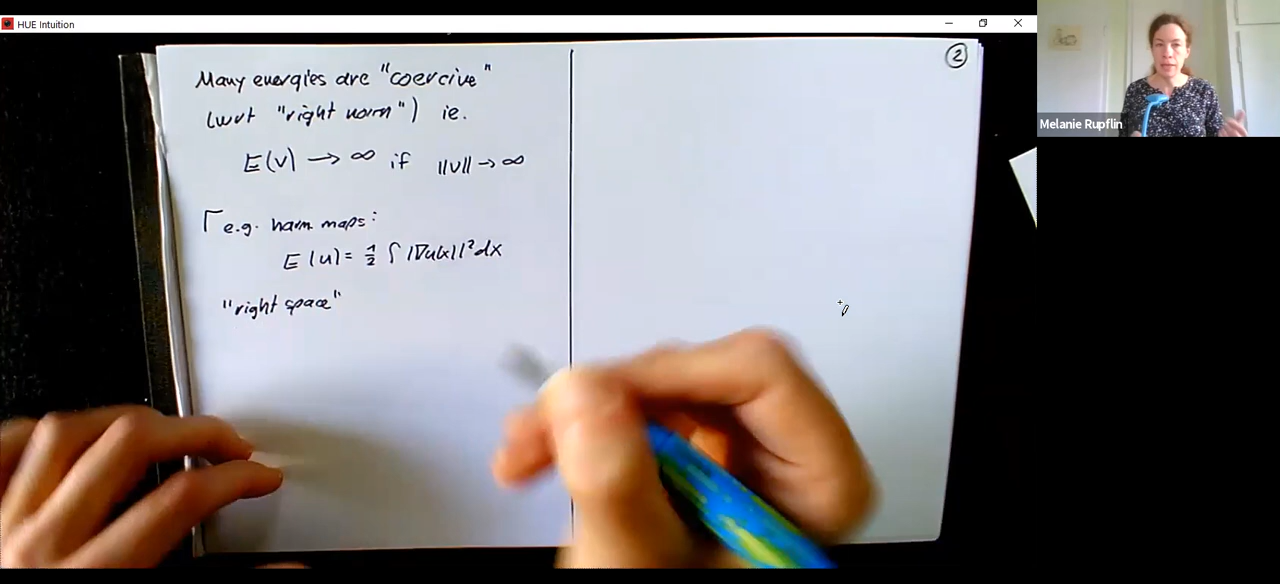 HUE Intuition
②
Many energies are "coercive"
(wrt "right norm") ie.
E(v) → ∞ if ||v|| → ∞
e.g. harm maps:
E(u) = 1/2 ∫ |∇u(x)|² dx
"right space"
Melanie Rupflin